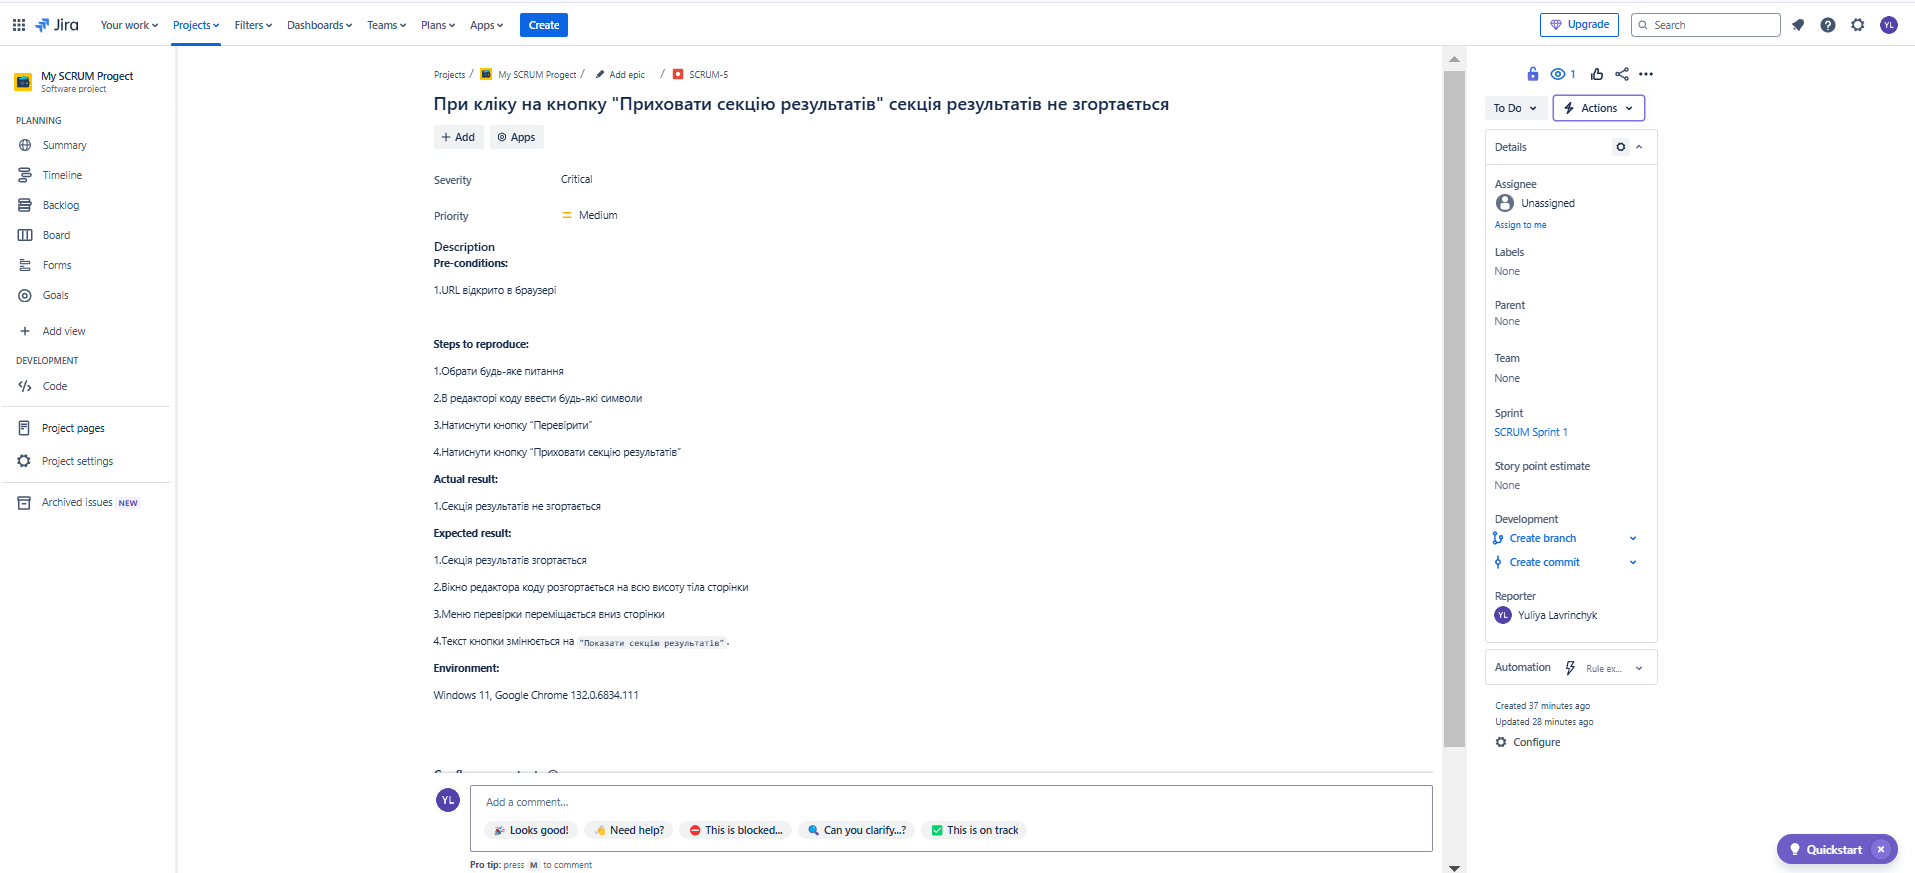 Jira Your work Projects Filters Dashboards Teams Plans Apps Create Upgrade Search YL
My SCRUM Progect
Software project
PLANNING
Summary
Timeline
Backlog
Board
Forms
Goals
Add view
DEVELOPMENT
Code
Project pages
Project settings
Archived issues NEW
Projects / My SCRUM Progect / Add epic / SCRUM-5
При кліку на кнопку "Приховати секцію результатів" секція результатів не згортається
+ Add Apps
Severity Critical
Priority Medium
Description
Pre-conditions:
1.URL відкрито в браузері
Steps to reproduce:
1.Обрати будь-яке питання
2.В редакторі коду ввести будь-які символи
3.Натиснути кнопку “Перевірити”
4.Натиснути кнопку “Приховати секцію результатів”
Actual result:
1.Секція результатів не згортається
Expected result:
1.Секція результатів згортається
2.Вікно редактора коду розгортається на всю висоту тіла сторінки
3.Меню перевірки переміщається вниз сторінки
4.Текст кнопки змінюється на "Показати секцію результатів".
Environment:
Windows 11, Google Chrome 132.0.6834.111
YL Add a comment...
Looks good! Need help? This is blocked... Can you clarify...? This is on track
Pro tip: press M to comment
1
To Do Actions
Details
Assignee
Unassigned
Assign to me
Labels
None
Parent
None
Team
None
Sprint
SCRUM Sprint 1
Story point estimate
None
Development
Create branch
Create commit
Reporter
YL Yuliya Lavrinchyk
Automation Rule ex...
Created 37 minutes ago
Updated 28 minutes ago
Configure
Quickstart